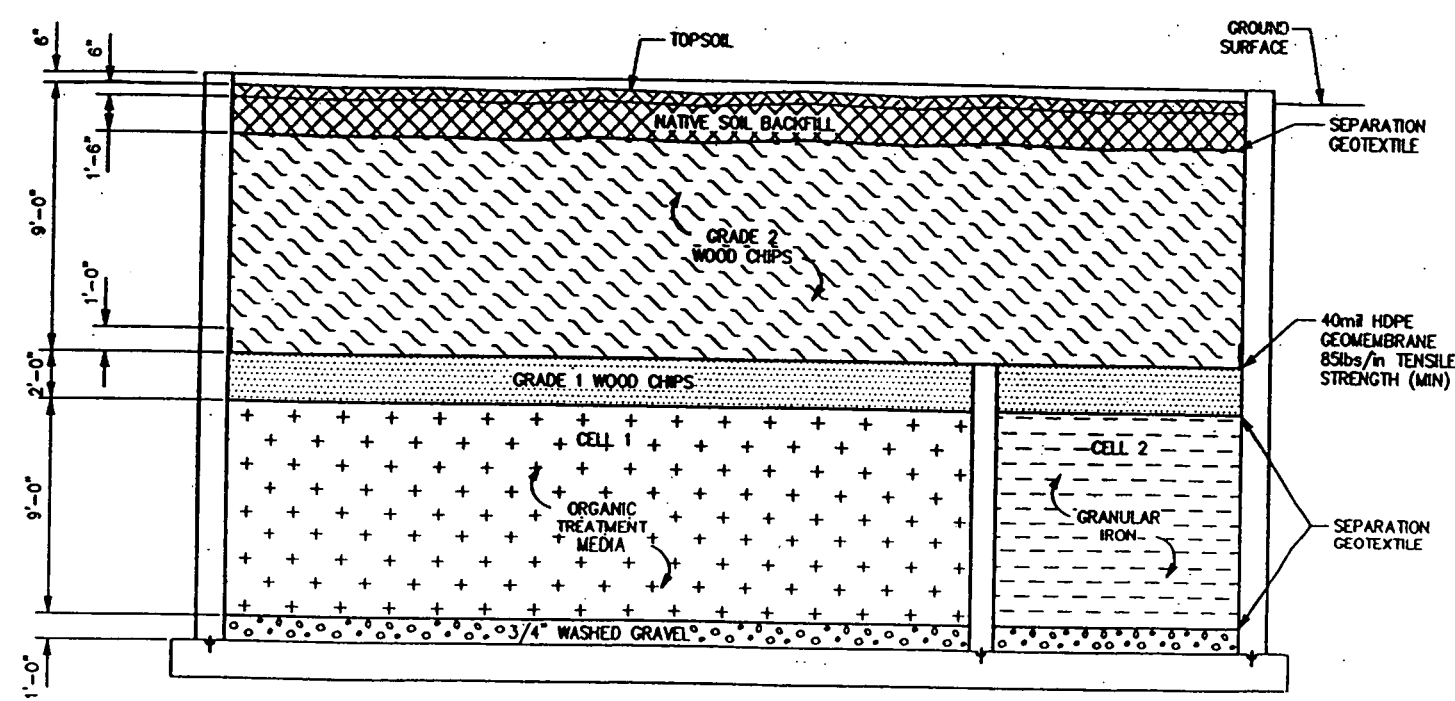 6"
6"
TOPSOIL
GROUND
SURFACE
NATIVE SOIL BACKFILL
SEPARATION
GEOTEXTILE
1'-6"
9'-0"
GRADE 2
WOOD CHIPS
1'-0"
40mil HDPE
GEOMEMBRANE
85lbs/in TENSILE
STRENGTH (MIN)
2'-0"
GRADE 1 WOOD CHIPS
CELL 1
CELL 2
9'-0"
ORGANIC
TREATMENT
MEDIA
GRANULAR
IRON
SEPARATION
GEOTEXTILE
3/4" WASHED GRAVEL
1'-0"